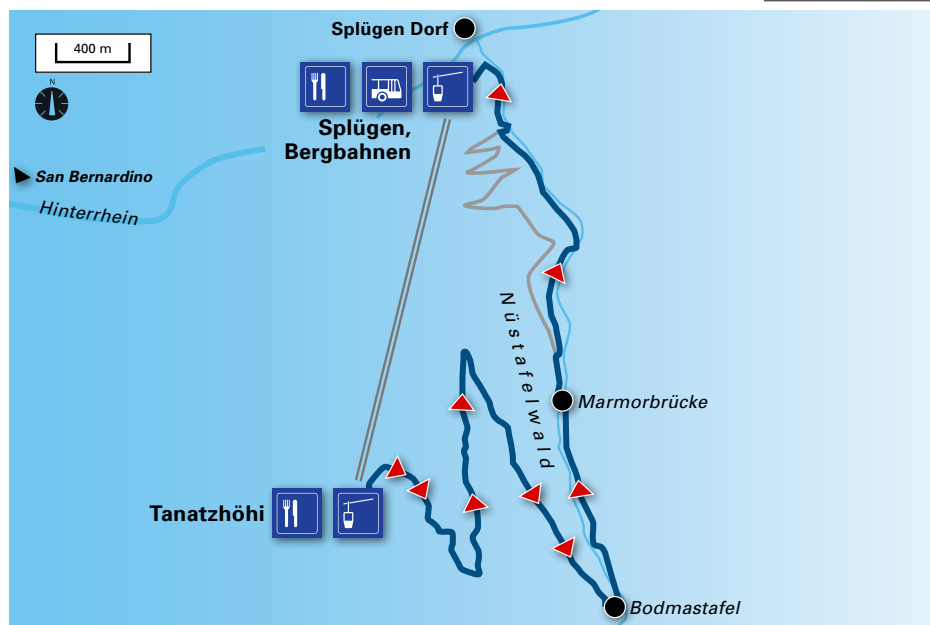 Splügen Dorf
400 m
N
Splügen,
Bergbahnen
San Bernardino
Hinterrhein
Nüstafelwald
Marmorbrücke
Tanatzhöhi
Bodmastafel